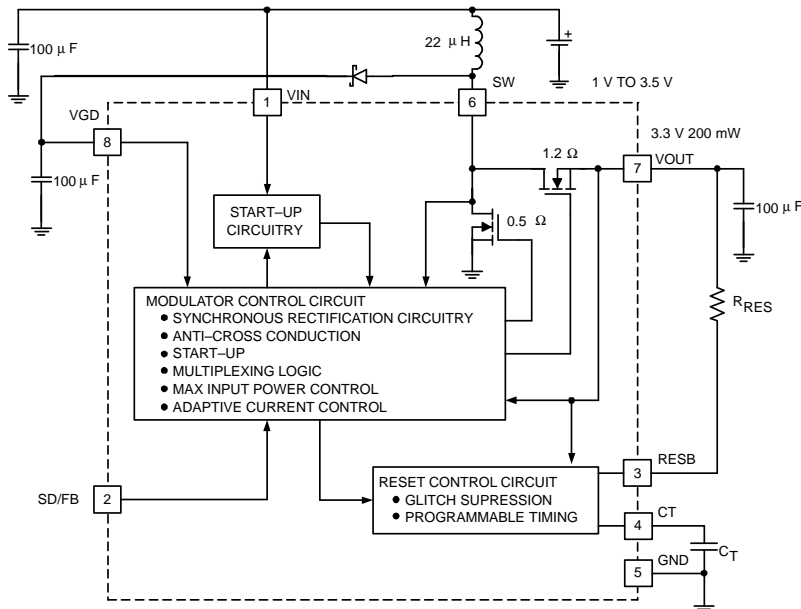 100 μF
22 μH
+
SW
1 V TO 3.5 V
VGD
1
VIN
6
8
3.3 V 200 mW
1.2 Ω
7
VOUT
100 μF
START–UP
CIRCUITRY
0.5 Ω
100 μF
RRES
MODULATOR CONTROL CIRCUIT
● SYNCHRONOUS RECTIFICATION CIRCUITRY
● ANTI–CROSS CONDUCTION
● START–UP
● MULTIPLEXING LOGIC
● MAX INPUT POWER CONTROL
● ADAPTIVE CURRENT CONTROL
RESB
3
RESET CONTROL CIRCUIT
● GLITCH SUPRESSION
● PROGRAMMABLE TIMING
SD/FB
2
CT
4
CT
GND
5